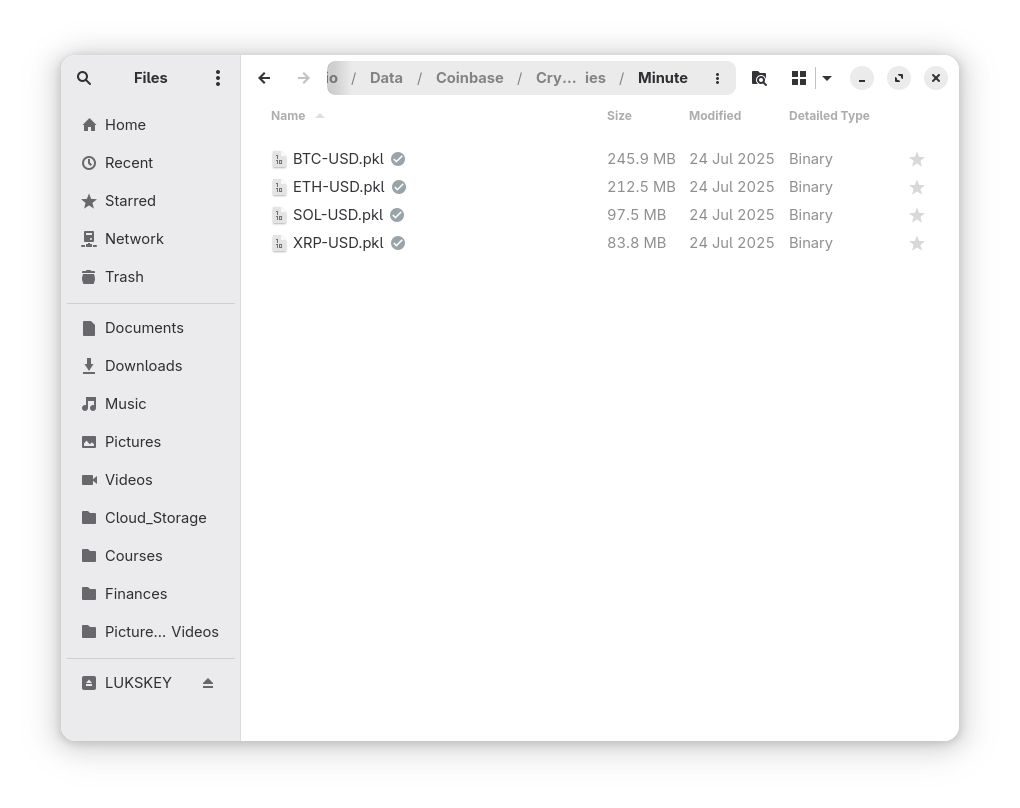 Files
io / Data / Coinbase / Cry... ies / Minute
Home
Recent
Starred
Network
Trash
Documents
Downloads
Music
Pictures
Videos
Cloud_Storage
Courses
Finances
Picture... Videos
LUKSKEY
Name Size Modified Detailed Type
BTC-USD.pkl 245.9 MB 24 Jul 2025 Binary
ETH-USD.pkl 212.5 MB 24 Jul 2025 Binary
SOL-USD.pkl 97.5 MB 24 Jul 2025 Binary
XRP-USD.pkl 83.8 MB 24 Jul 2025 Binary